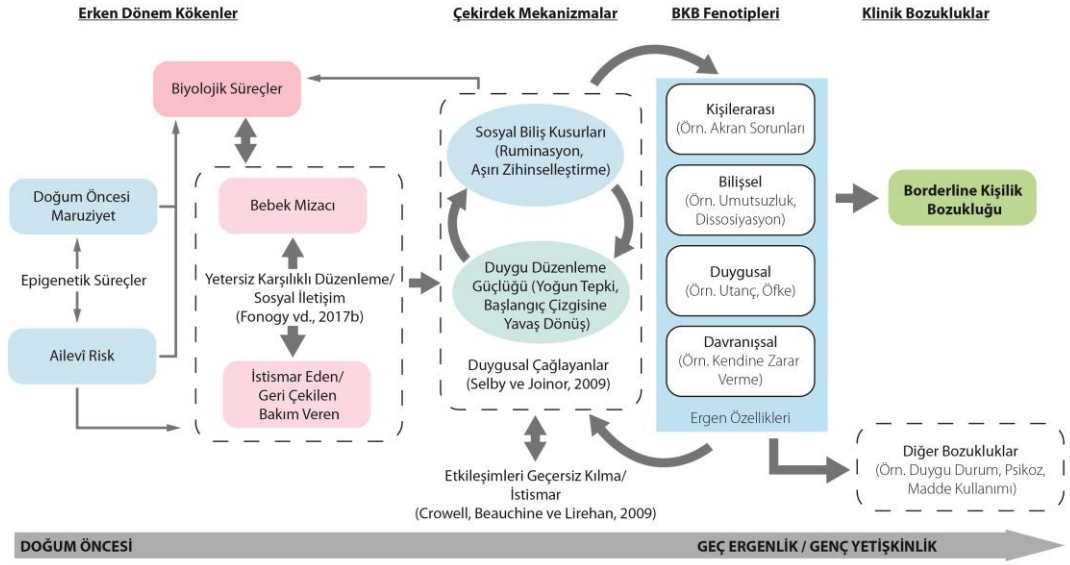 Erken Dönem Kökenler
Çekirdek Mekanizmalar
BKB Fenotipleri
Klinik Bozukluklar
Biyolojik Süreçler
Doğum Öncesi
Maruziyet
Epigenetik Süreçler
Ailevî Risk
Bebek Mizacı
Yetersiz Karşılıklı Düzenleme/
Sosyal İletişim
(Fonogy vd., 2017b)
İstismar Eden/
Geri Çekilen
Bakım Veren
Sosyal Biliş Kusurları
(Ruminasyon,
Aşırı Zihinselleştirme)
Duygu Düzenleme
Güçlüğü (Yoğun Tepki,
Başlangıç Çizgisine
Yavaş Dönüş)
Duygusal Çağlayanlar
(Selby ve Joinor, 2009)
Etkileşimleri Geçersiz Kılma/
İstismar
(Crowell, Beauchine ve Lirehan, 2009)
Kişilerarası
(Örn. Akran Sorunları
Bilişsel
(Örn. Umutsuzluk,
Dissosiyasyon)
Duygusal
(Örn. Utanç, Öfke)
Davranışsal
(Örn. Kendine Zarar
Verme)
Ergen Özellikleri
Borderline Kişilik
Bozukluğu
Diğer Bozukluklar
(Örn. Duygu Durum, Psikoz,
Madde Kullanımı)
DOĞUM ÖNCESİ
GEÇ ERGENLİK / GENÇ YETİŞKİNLİK